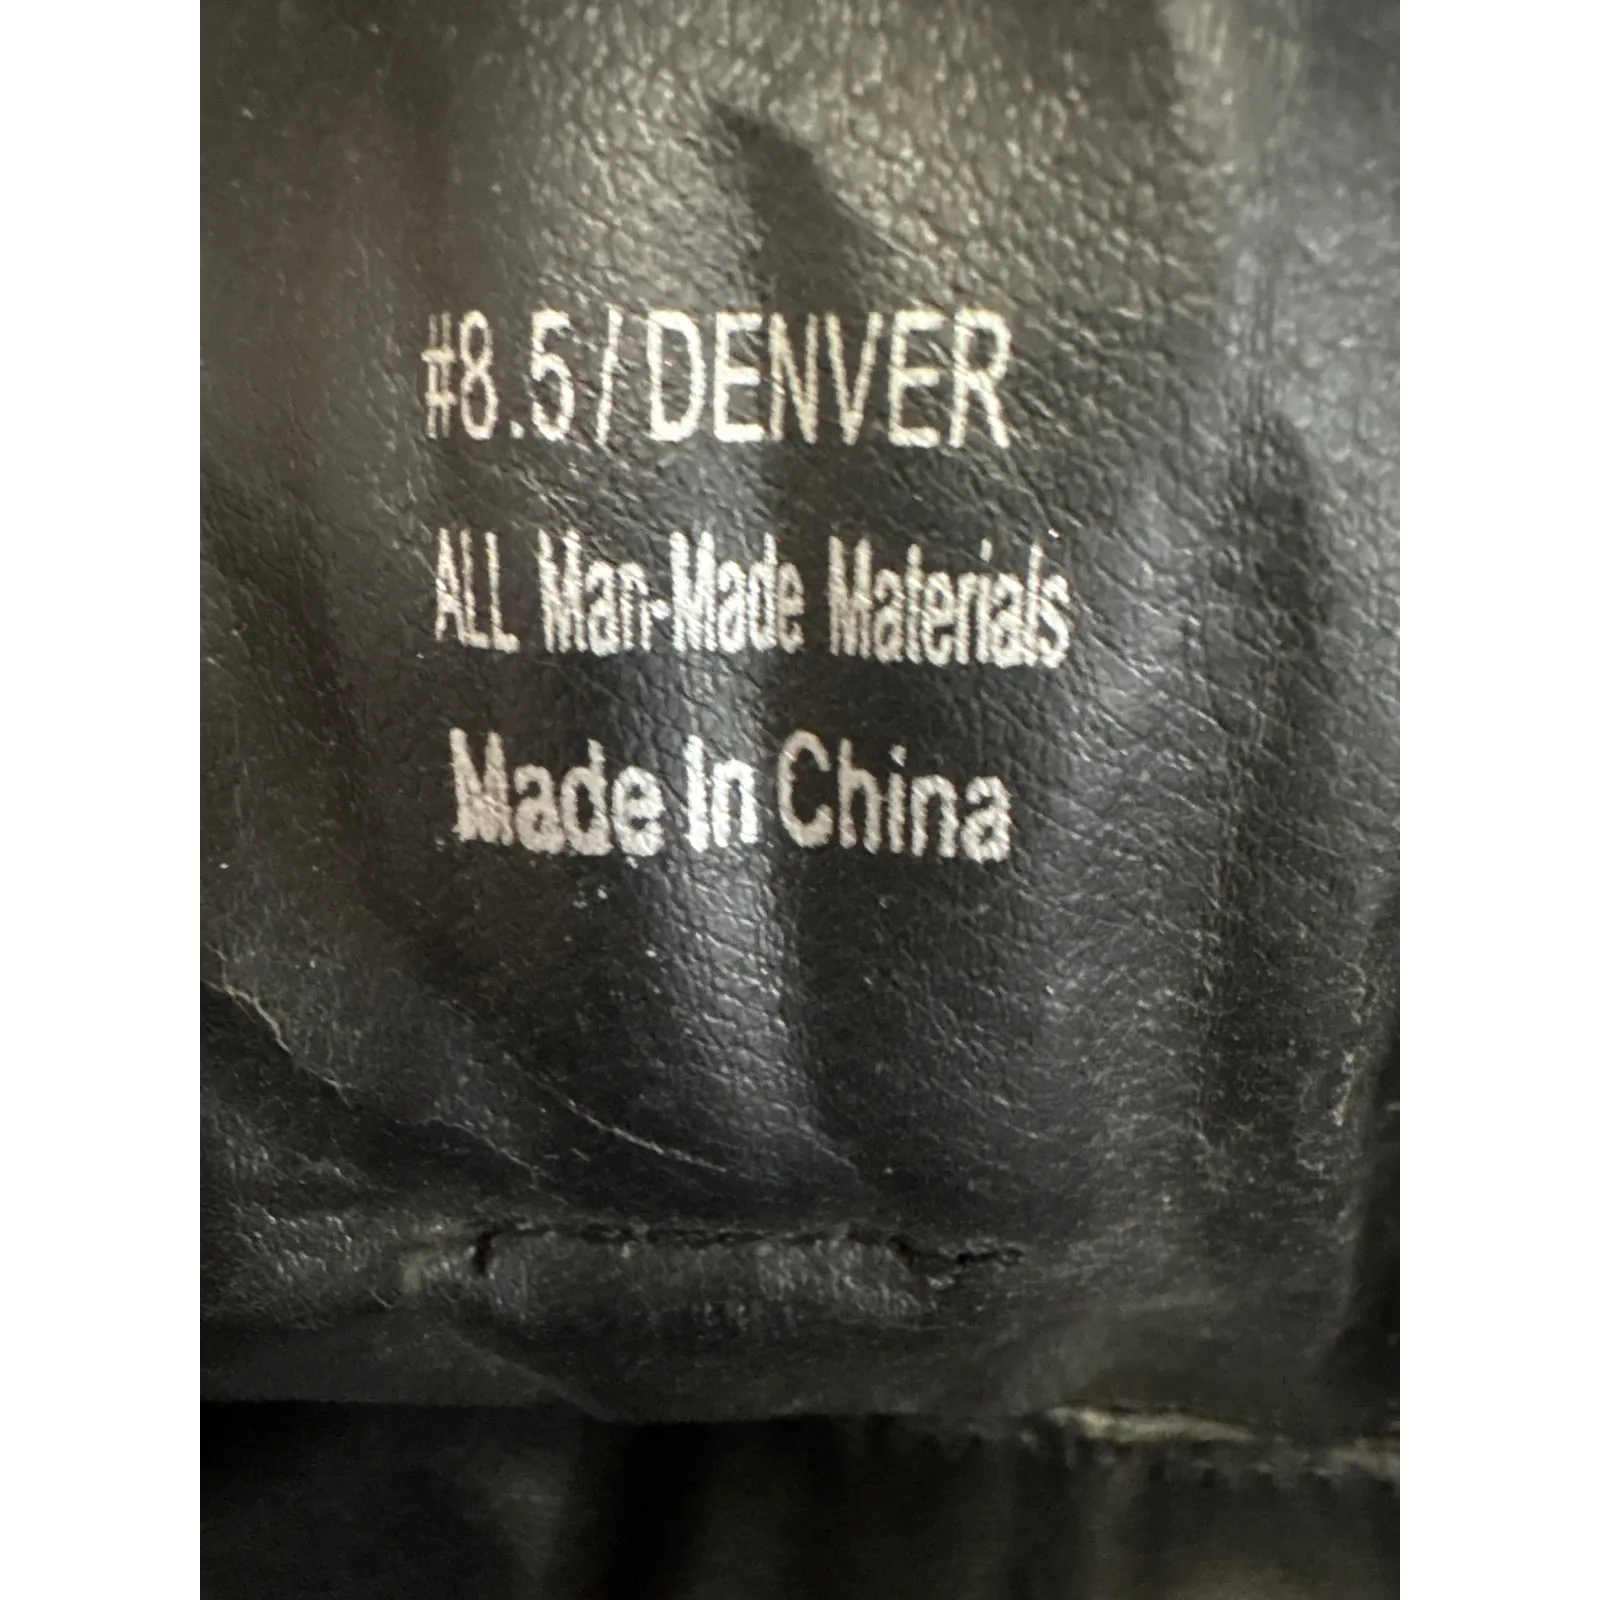 #8.5/DENVER
ALL Man-Made Materials
Made In China